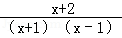 x+2
(x+1) (x-1)